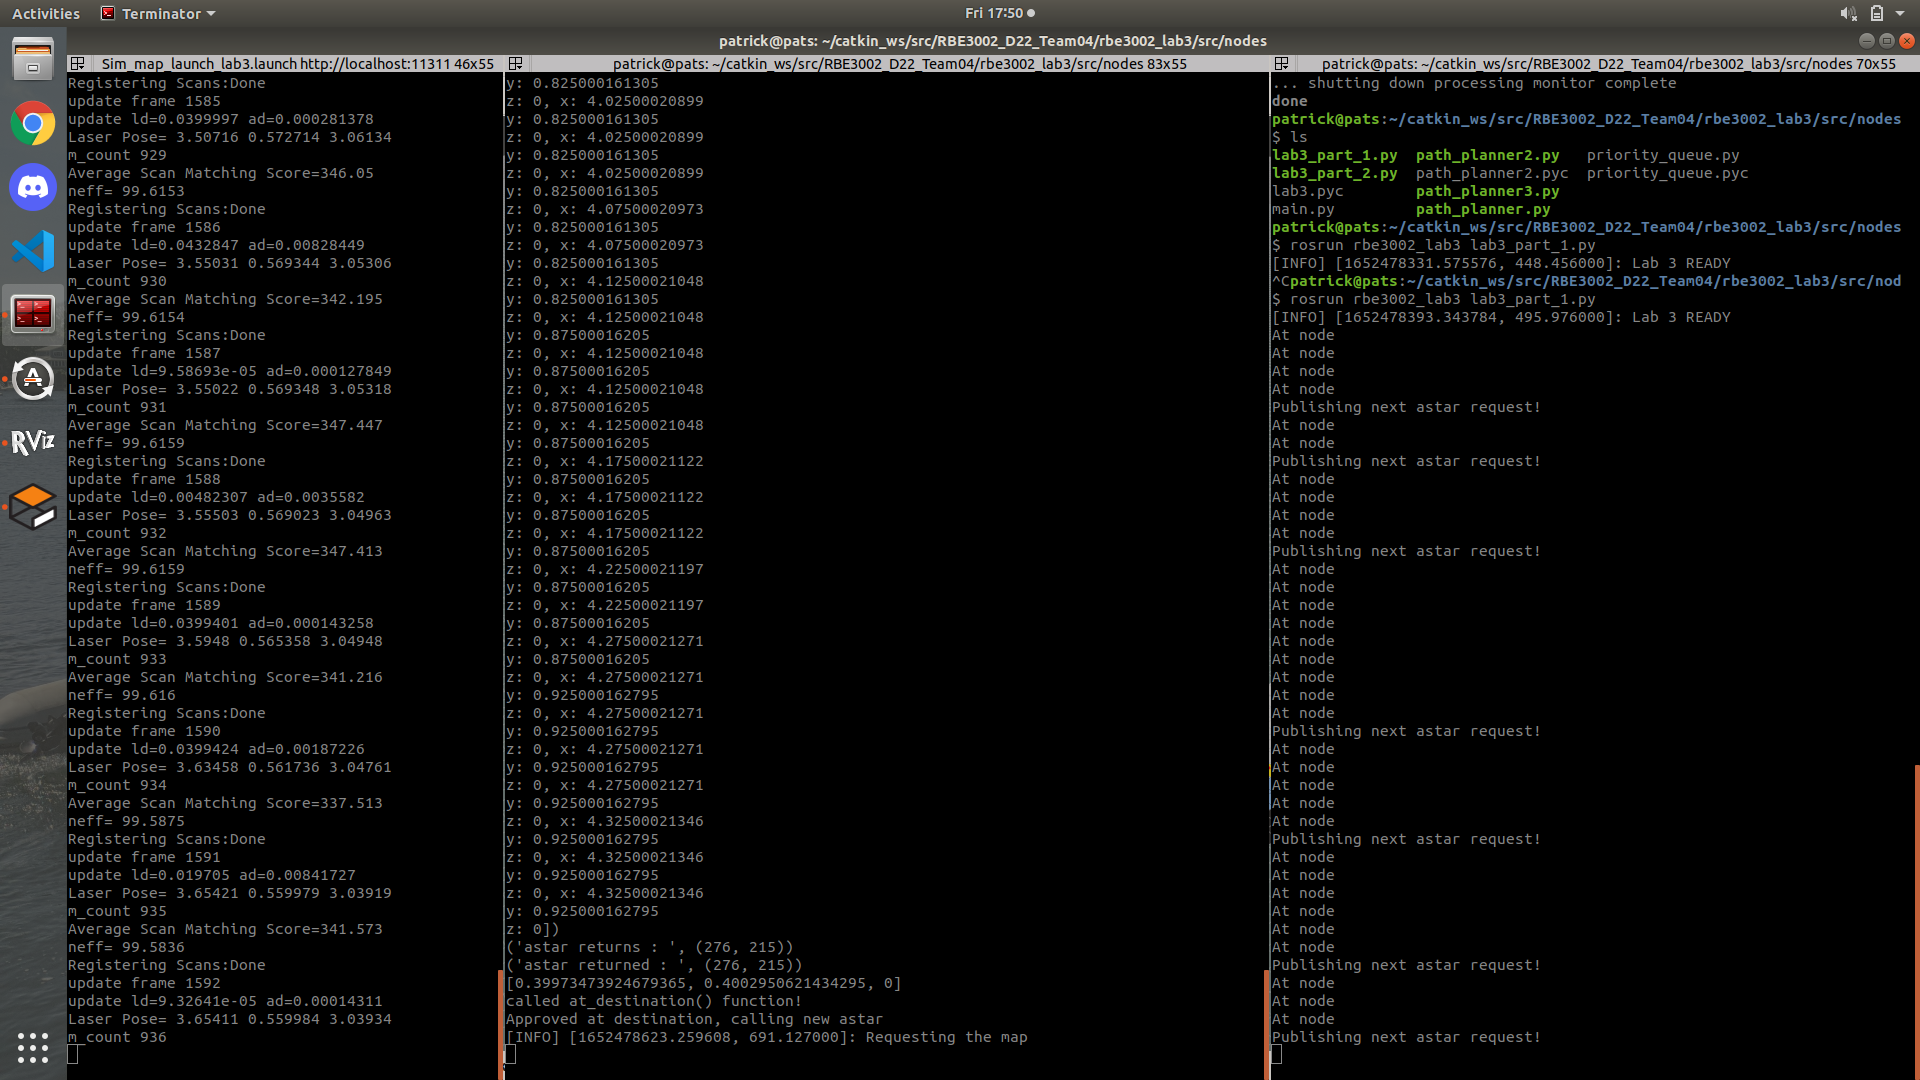 Activities
Terminator
Fri 17:50
patrick@pats: ~/catkin_ws/src/RBE3002_D22_Team04/rbe3002_lab3/src/nodes
Sim_map_launch_lab3.launch http://localhost:11311 46x55
Registering Scans:Done
update frame 1585
update ld=0.0399997 ad=0.000281378
Laser Pose= 3.50716 0.572714 3.06134
m_count 929
Average Scan Matching Score=346.05
neff= 99.6153
Registering Scans:Done
update frame 1586
update ld=0.0432847 ad=0.00828449
Laser Pose= 3.55031 0.569344 3.05306
m_count 930
Average Scan Matching Score=342.195
neff= 99.6154
Registering Scans:Done
update frame 1587
update ld=9.58693e-05 ad=0.000127849
Laser Pose= 3.55022 0.569348 3.05318
m_count 931
Average Scan Matching Score=347.447
neff= 99.6159
Registering Scans:Done
update frame 1588
update ld=0.00482307 ad=0.0035582
Laser Pose= 3.55503 0.569023 3.04963
m_count 932
Average Scan Matching Score=347.413
neff= 99.6159
Registering Scans:Done
update frame 1589
update ld=0.0399401 ad=0.000143258
Laser Pose= 3.5948 0.565358 3.04948
m_count 933
Average Scan Matching Score=341.216
neff= 99.616
Registering Scans:Done
update frame 1590
update ld=0.0399424 ad=0.00187226
Laser Pose= 3.63458 0.561736 3.04761
m_count 934
Average Scan Matching Score=337.513
neff= 99.5875
Registering Scans:Done
update frame 1591
update ld=0.019705 ad=0.00841727
Laser Pose= 3.65421 0.559979 3.03919
m_count 935
Average Scan Matching Score=341.573
neff= 99.5836
Registering Scans:Done
update frame 1592
update ld=9.32641e-05 ad=0.00014311
Laser Pose= 3.65411 0.559984 3.03934
m_count 936
patrick@pats: ~/catkin_ws/src/RBE3002_D22_Team04/rbe3002_lab3/src/nodes 83x55
y: 0.825000161305
z: 0, x: 4.02500020899
y: 0.825000161305
z: 0, x: 4.02500020899
y: 0.825000161305
z: 0, x: 4.02500020899
y: 0.825000161305
z: 0, x: 4.07500020973
y: 0.825000161305
z: 0, x: 4.07500020973
y: 0.825000161305
z: 0, x: 4.12500021048
y: 0.825000161305
z: 0, x: 4.12500021048
y: 0.87500016205
z: 0, x: 4.12500021048
y: 0.87500016205
z: 0, x: 4.12500021048
y: 0.87500016205
z: 0, x: 4.12500021048
y: 0.87500016205
z: 0, x: 4.17500021122
y: 0.87500016205
z: 0, x: 4.17500021122
y: 0.87500016205
z: 0, x: 4.17500021122
y: 0.87500016205
z: 0, x: 4.22500021197
y: 0.87500016205
z: 0, x: 4.22500021197
y: 0.87500016205
z: 0, x: 4.27500021271
y: 0.87500016205
z: 0, x: 4.27500021271
y: 0.925000162795
z: 0, x: 4.27500021271
y: 0.925000162795
z: 0, x: 4.27500021271
y: 0.925000162795
z: 0, x: 4.27500021271
y: 0.925000162795
z: 0, x: 4.32500021346
y: 0.925000162795
z: 0, x: 4.32500021346
y: 0.925000162795
z: 0, x: 4.32500021346
y: 0.925000162795
z: 0])
('astar returns : ', (276, 215))
('astar returned : ', (276, 215))
[0.39973473924679365, 0.4002950621434295, 0]
called at_destination() function!
Approved at destination, calling new astar
[INFO] [1652478623.259608, 691.127000]: Requesting the map
patrick@pats: ~/catkin_ws/src/RBE3002_D22_Team04/rbe3002_lab3/src/nodes 70x55
... shutting down processing monitor complete
done
patrick@pats:~/catkin_ws/src/RBE3002_D22_Team04/rbe3002_lab3/src/nodes
$ ls
lab3_part_1.py path_planner2.py priority_queue.py
lab3_part_2.py path_planner2.pyc priority_queue.pyc
lab3.pyc path_planner3.py
main.py path_planner.py
patrick@pats:~/catkin_ws/src/RBE3002_D22_Team04/rbe3002_lab3/src/nodes
$ rosrun rbe3002_lab3 lab3_part_1.py
[INFO] [1652478331.575576, 448.456000]: Lab 3 READY
^Cpatrick@pats:~/catkin_ws/src/RBE3002_D22_Team04/rbe3002_lab3/src/nod
$ rosrun rbe3002_lab3 lab3_part_1.py
[INFO] [1652478393.343784, 495.976000]: Lab 3 READY
At node
At node
At node
At node
Publishing next astar request!
At node
At node
Publishing next astar request!
At node
At node
At node
At node
Publishing next astar request!
At node
At node
At node
At node
At node
At node
At node
At node
At node
Publishing next astar request!
At node
At node
At node
At node
At node
Publishing next astar request!
At node
At node
At node
At node
At node
At node
Publishing next astar request!
At node
At node
At node
Publishing next astar request!
RViz